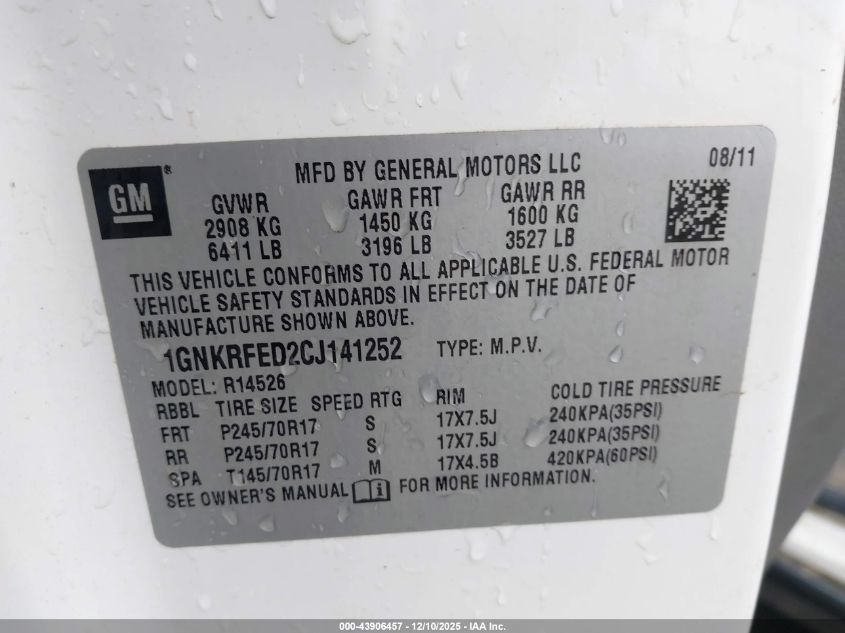 MFD BY GENERAL MOTORS LLC 08/11
GM®
GVWR GAWR FRT GAWR RR
2908 KG 1450 KG 1600 KG
6411 LB 3196 LB 3527 LB
THIS VEHICLE CONFORMS TO ALL APPLICABLE U.S. FEDERAL MOTOR
VEHICLE SAFETY STANDARDS IN EFFECT ON THE DATE OF
MANUFACTURE SHOWN ABOVE.
1GNKRFED2CJ141252 TYPE: M.P.V.
MODEL: R14526
RBBL TIRE SIZE SPEED RTG RIM COLD TIRE PRESSURE
FRT P245/70R17 S 17X7.5J 240KPA(35PSI)
RR P245/70R17 S 17X7.5J 240KPA(35PSI)
SPA T145/70R17 M 17X4.5B 420KPA(60PSI)
SEE OWNER'S MANUAL FOR MORE INFORMATION.
000-43906457 - 12/10/2025 - IAA Inc.